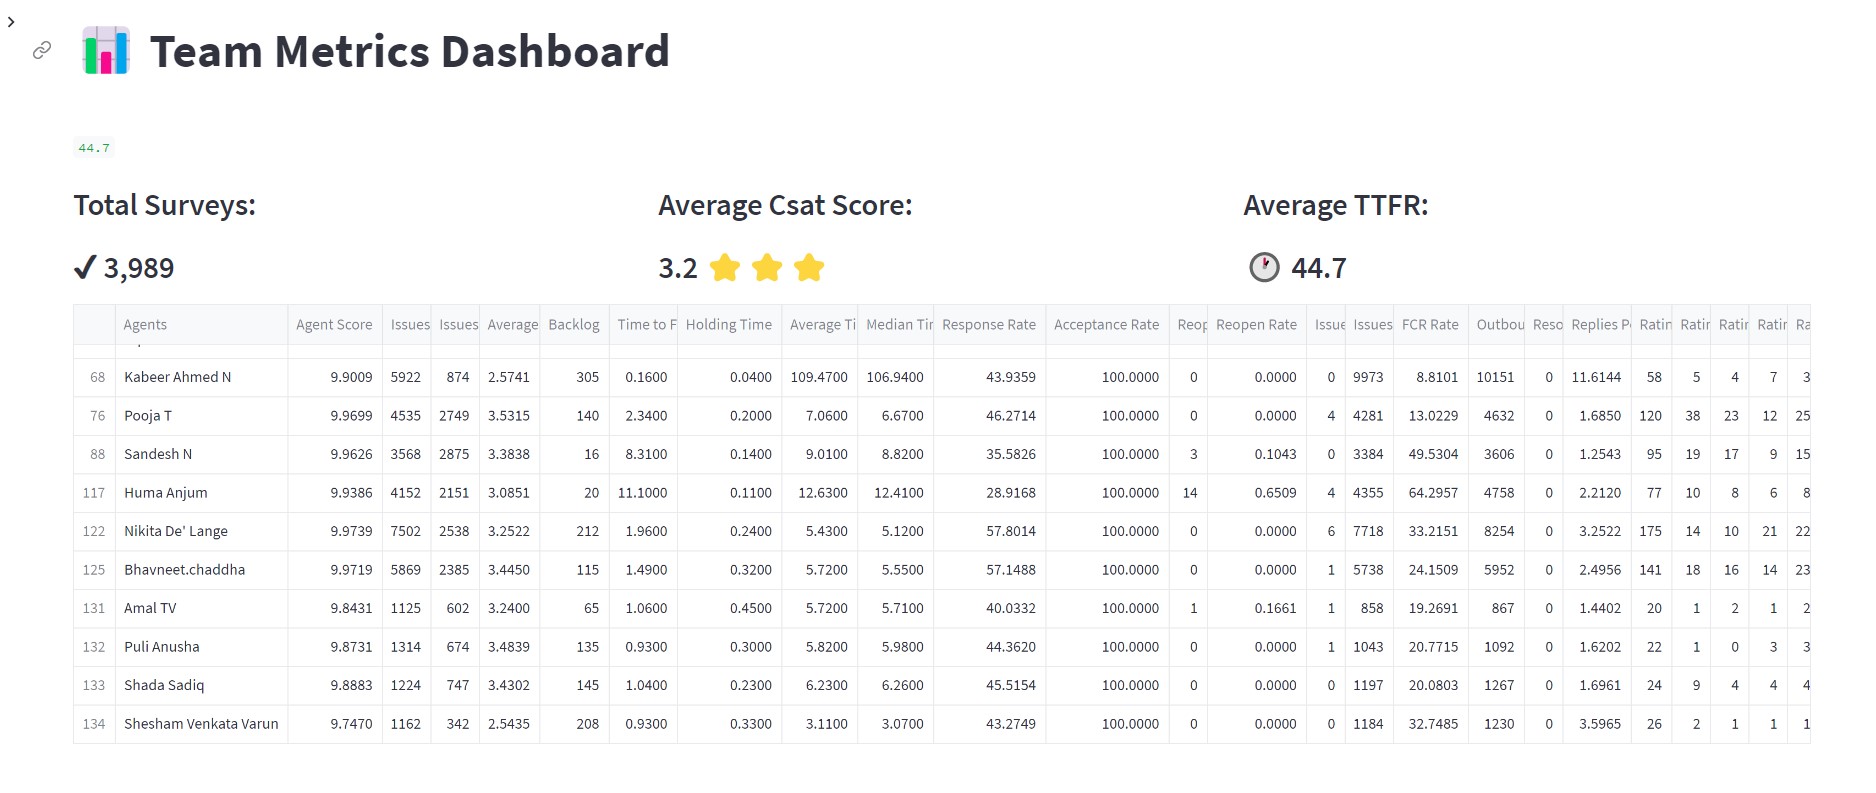 Team Metrics Dashboard
44.7
Total Surveys: Average Csat Score: Average TTFR:
3,989 3.2 44.7
Agents Agent Score Issues Issues Average Backlog Time to F Holding Time Average Ti Median Tir Response Rate Acceptance Rate Reop Reopen Rate Issue Issues FCR Rate Outbou Reso Replies P Ratin Ratir Ratir Ratir Ra
68 Kabeer Ahmed N 9.9009 5922 874 2.5741 305 0.1600 0.0400 109.4700 106.9400 43.9359 100.0000 0 0.0000 0 9973 8.8101 10151 0 11.6144 58 5 4 7 3
76 Pooja T 9.9699 4535 2749 3.5315 140 2.3400 0.2000 7.0600 6.6700 46.2714 100.0000 0 0.0000 4 4281 13.0229 4632 0 1.6850 120 38 23 12 25
88 Sandesh N 9.9626 3568 2875 3.3838 16 8.3100 0.1400 9.0100 8.8200 35.5826 100.0000 3 0.1043 0 3384 49.5304 3606 0 1.2543 95 19 17 9 15
117 Huma Anjum 9.9386 4152 2151 3.0851 20 11.1000 0.1100 12.6300 12.4100 28.9168 100.0000 14 0.6509 4 4355 64.2957 4758 0 2.2120 77 10 8 6 8
122 Nikita De' Lange 9.9739 7502 2538 3.2522 212 1.9600 0.2400 5.4300 5.1200 57.8014 100.0000 0 0.0000 6 7718 33.2151 8254 0 3.2522 175 14 10 21 22
125 Bhavneet.chaddha 9.9719 5869 2385 3.4450 115 1.4900 0.3200 5.7200 5.5500 57.1488 100.0000 0 0.0000 1 5738 24.1509 5952 0 2.4956 141 18 16 14 23
131 Amal TV 9.8431 1125 602 3.2400 65 1.0600 0.4500 5.7200 5.7100 40.0332 100.0000 1 0.1661 1 858 19.2691 867 0 1.4402 20 1 2 1 2
132 Puli Anusha 9.8731 1314 674 3.4839 135 0.9300 0.3000 5.8200 5.9800 44.3620 100.0000 0 0.0000 1 1043 20.7715 1092 0 1.6202 22 1 0 3 3
133 Shada Sadiq 9.8883 1224 747 3.4302 145 1.0400 0.2300 6.2300 6.2600 45.5154 100.0000 0 0.0000 0 1197 20.0803 1267 0 1.6961 24 9 4 4 4
134 Shesham Venkata Varun 9.7470 1162 342 2.5435 208 0.9300 0.3300 3.1100 3.0700 43.2749 100.0000 0 0.0000 0 1184 32.7485 1230 0 3.5965 26 2 1 1 1